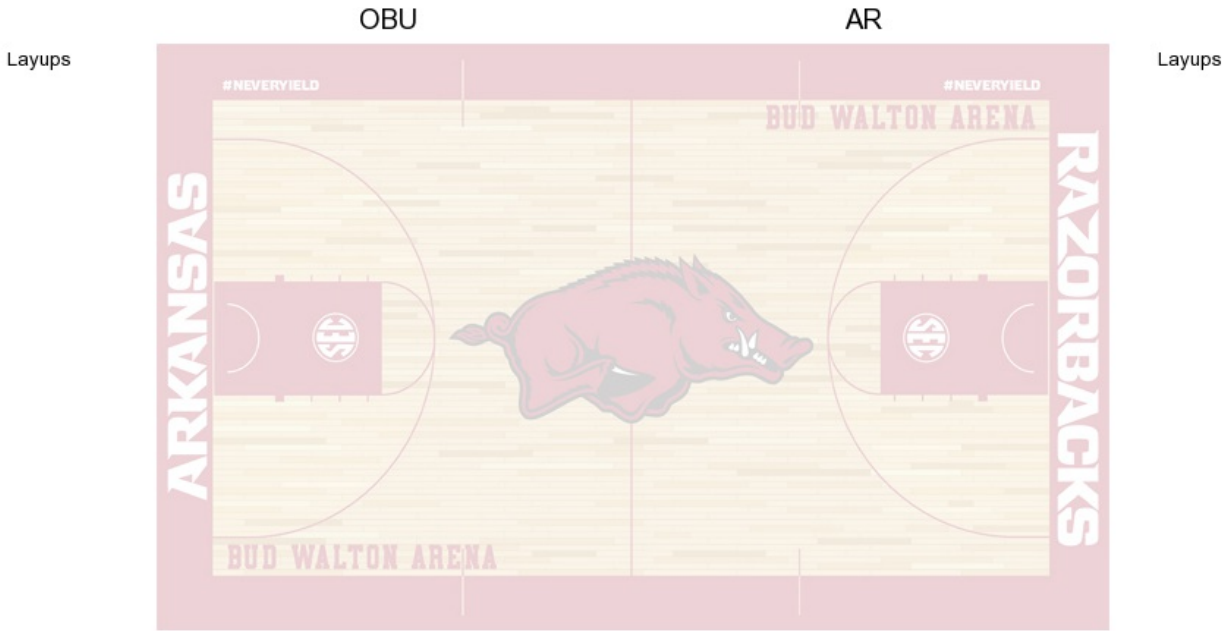 OBU
AR
Layups
Layups
#NEVERYIELD
#NEVERYIELD
BUD WALTON ARENA
ARKANSAS
RAZORBACKS
SEC
SEC
BUD WALTON ARENA